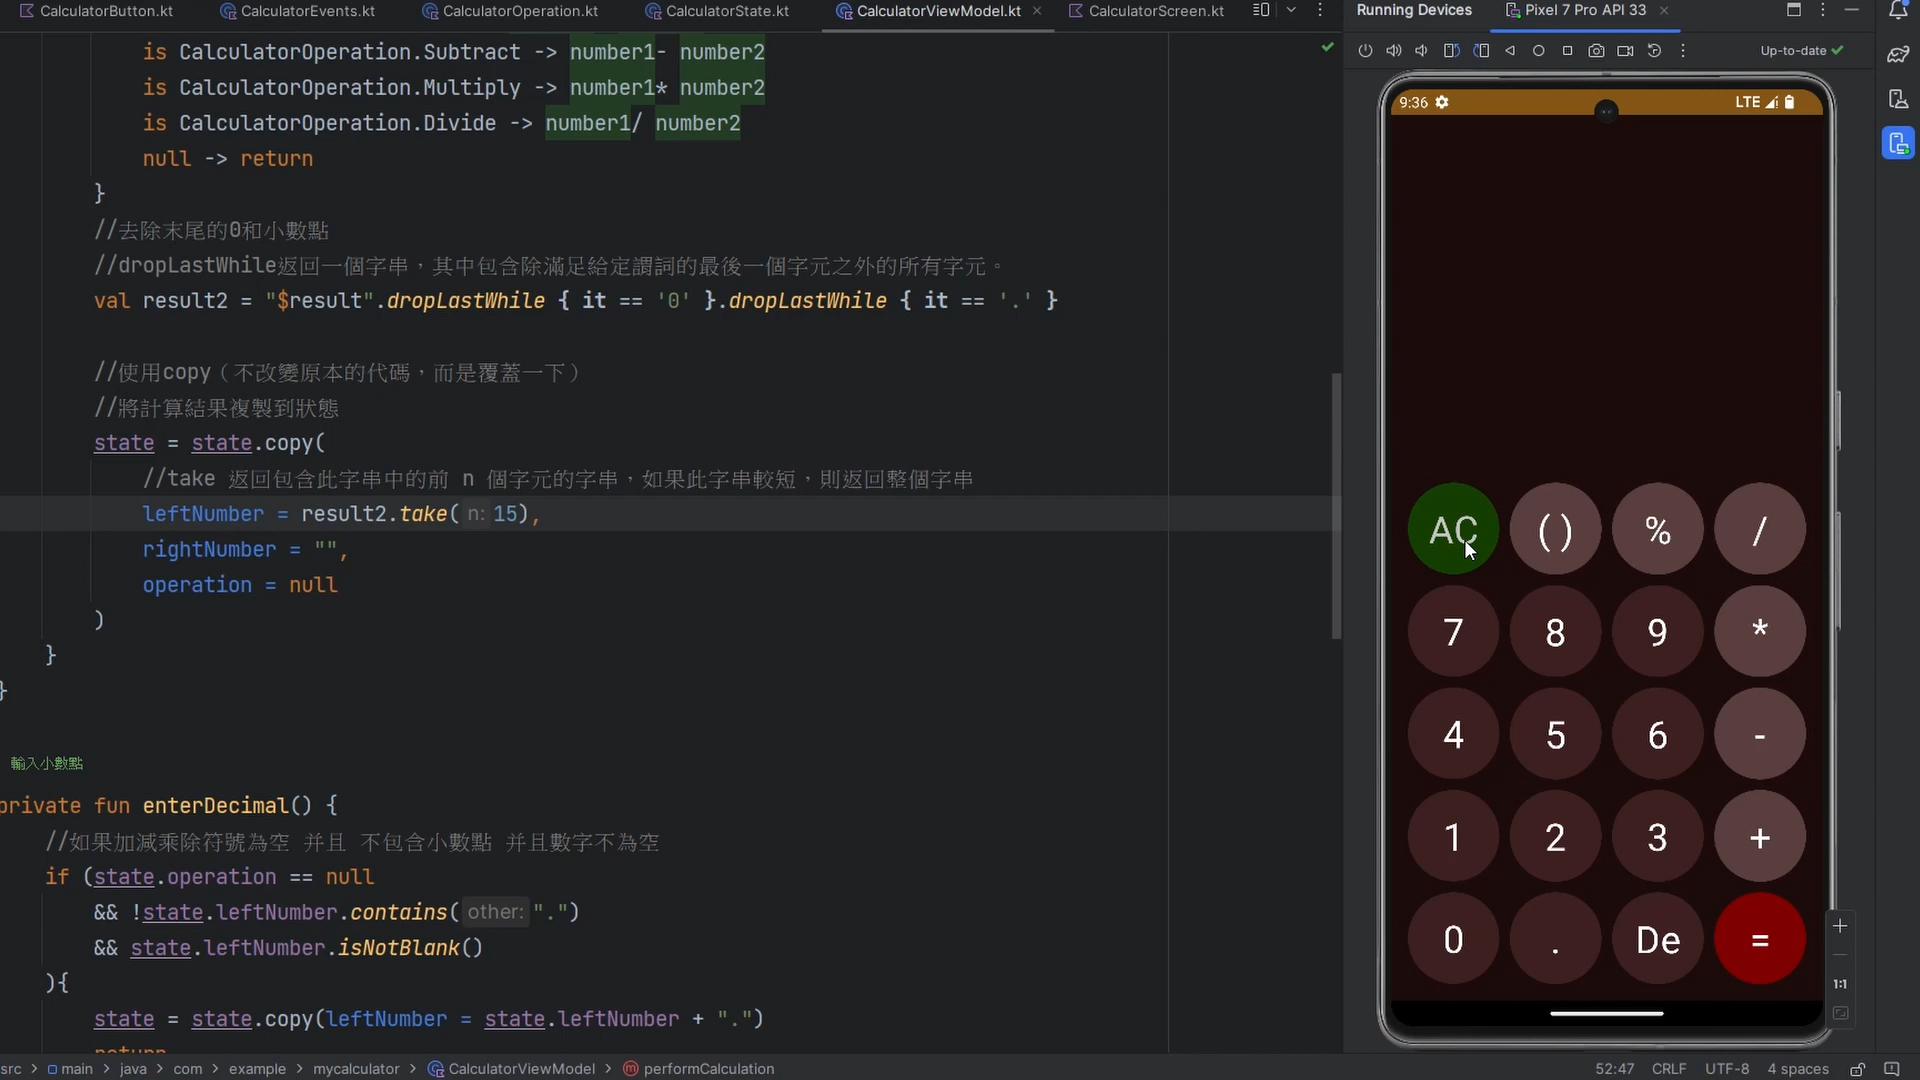 CalculatorButton.kt CalculatorEvents.kt CalculatorOperation.kt CalculatorState.kt CalculatorViewModel.kt CalculatorScreen.kt
Running Devices Pixel 7 Pro API 33
Up-to-date
is CalculatorOperation.Subtract -> number1- number2
is CalculatorOperation.Multiply -> number1* number2
is CalculatorOperation.Divide -> number1/ number2
null -> return
}
//去除末尾的0和小數點
//dropLastWhile返回一個字串，其中包含除滿足給定謂詞的最後一個字元之外的所有字元。
val result2 = "$result".dropLastWhile { it == '0' }.dropLastWhile { it == '.' }
//使用copy（不改變原本的代碼，而是覆蓋一下）
//將計算結果複製到狀態
state = state.copy(
//take 返回包含此字串中的前 n 個字元的字串，如果此字串較短，則返回整個字串
leftNumber = result2.take( n: 15),
rightNumber = "",
operation = null
)
}
}
輸入小數點
private fun enterDecimal() {
//如果加減乘除符號為空 并且 不包含小數點 并且數字不為空
if (state.operation == null
&& !state.leftNumber.contains( other: ".")
&& state.leftNumber.isNotBlank()
){
state = state.copy(leftNumber = state.leftNumber + ".")
return
9:36 LTE
AC () % /
7 8 9 *
4 5 6 -
1 2 3 +
0 . De =
+
1:1
src > main > java > com > example > mycalculator > CalculatorViewModel > performCalculation
52:47 CRLF UTF-8 4 spaces